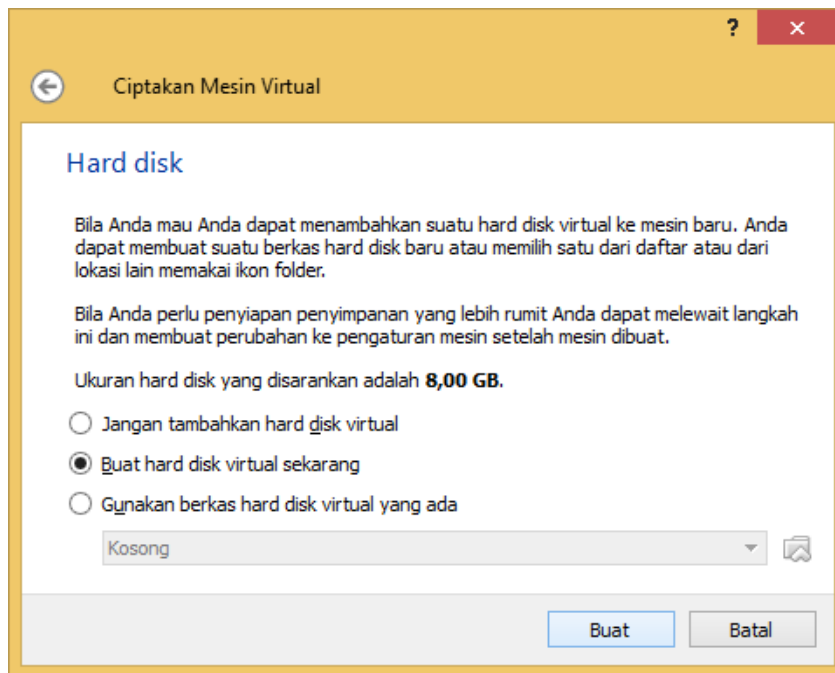 ?
Ciptakan Mesin Virtual
Hard disk
Bila Anda mau Anda dapat menambahkan suatu hard disk virtual ke mesin baru. Anda
dapat membuat suatu berkas hard disk baru atau memilih satu dari daftar atau dari
lokasi lain memakai ikon folder.
Bila Anda perlu penyiapan penyimpanan yang lebih rumit Anda dapat melewait langkah
ini dan membuat perubahan ke pengaturan mesin setelah mesin dibuat.
Ukuran hard disk yang disarankan adalah 8,00 GB.
Jangan tambahkan hard disk virtual
Buat hard disk virtual sekarang
Gunakan berkas hard disk virtual yang ada
Kosong
Buat Batal